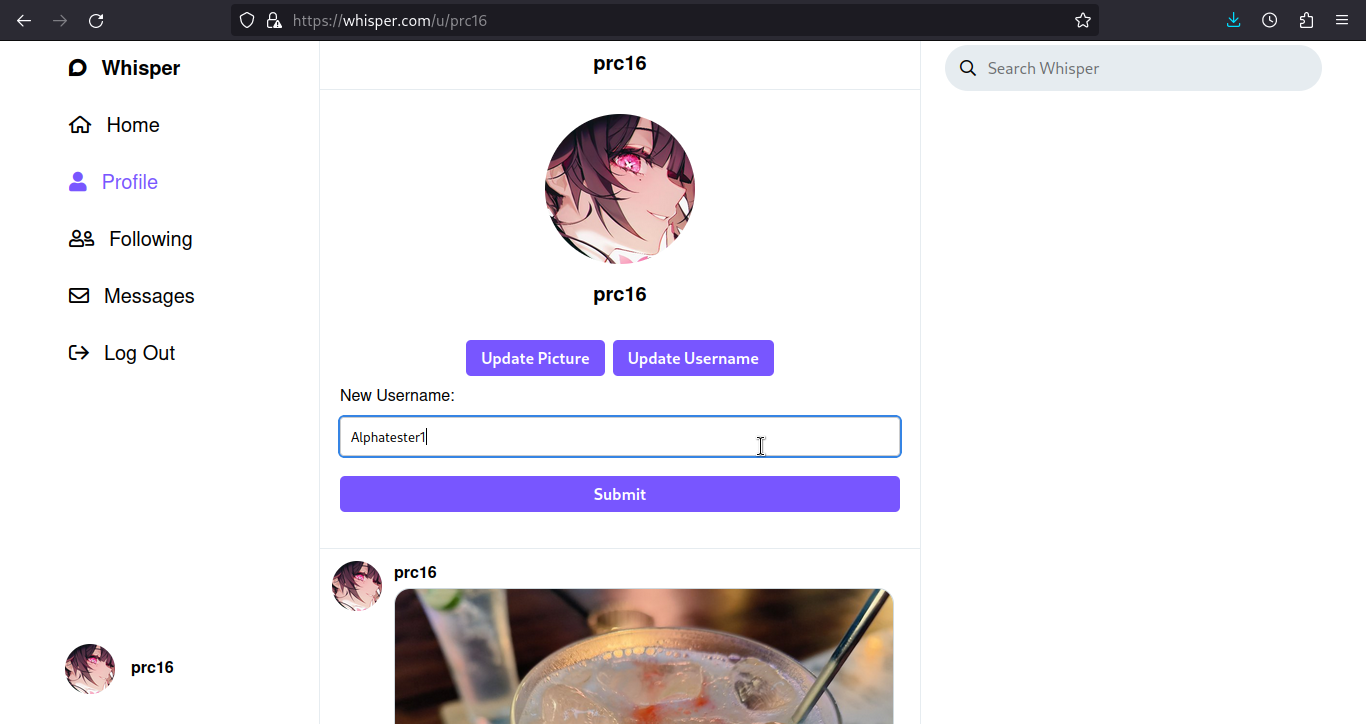 https://whisper.com/u/prc16
Whisper
Home
Profile
Following
Messages
Log Out
prc16
prc16
prc16
Update Picture
Update Username
New Username:
Alphatester1
Submit
prc16
Search Whisper